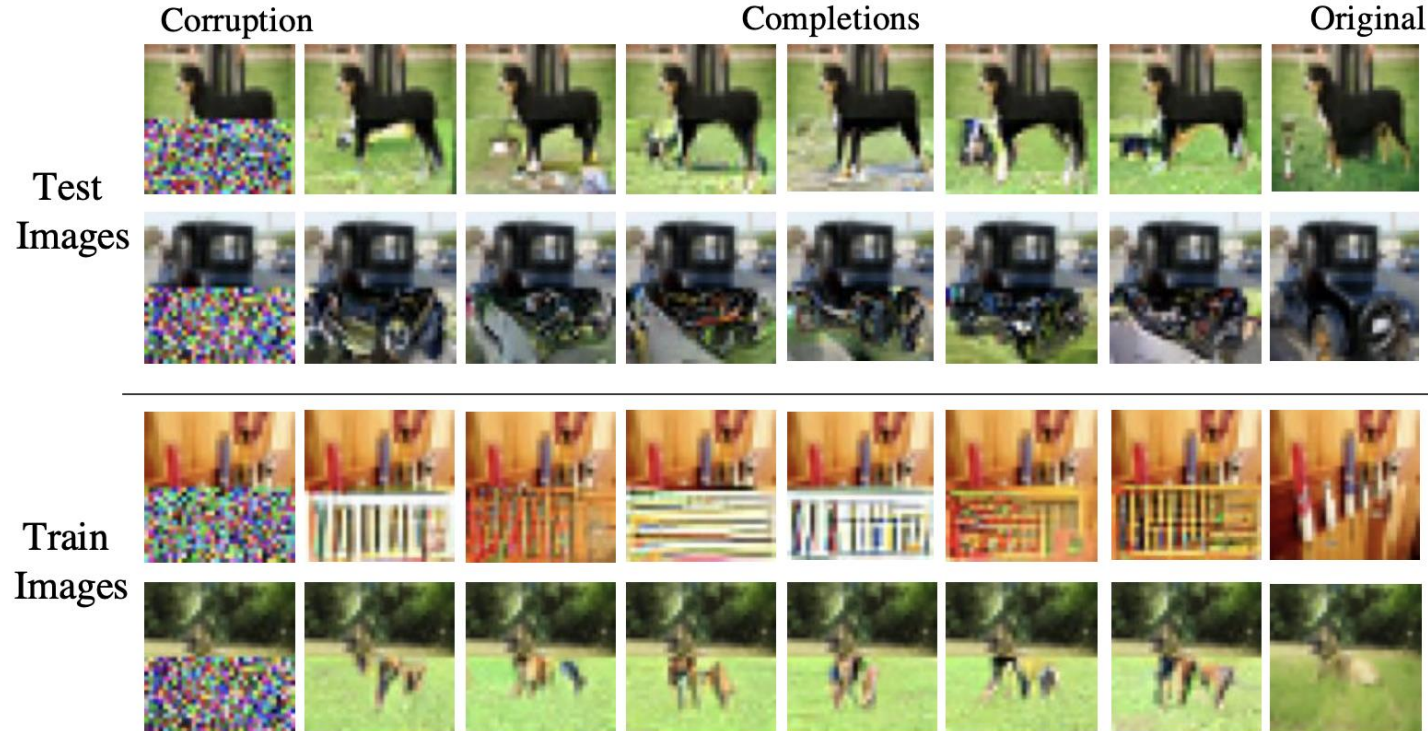 Corruption Completions Original
Test
Images
Train
Images